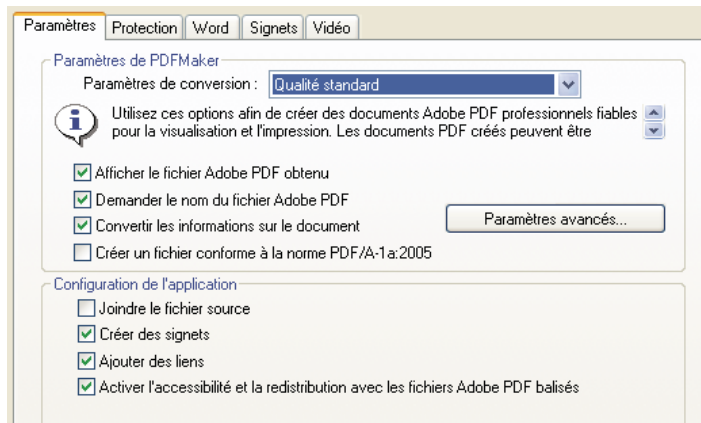 Paramètres Protection Word Signets Vidéo
Paramètres de PDFMaker
Paramètres de conversion : Qualité standard
Utilisez ces options afin de créer des documents Adobe PDF professionnels fiables
pour la visualisation et l'impression. Les documents PDF créés peuvent être
Afficher le fichier Adobe PDF obtenu
Demander le nom du fichier Adobe PDF
Convertir les informations sur le document
Paramètres avancés...
Créer un fichier conforme à la norme PDF/A-1a:2005
Configuration de l'application
Joindre le fichier source
Créer des signets
Ajouter des liens
Activer l'accessibilité et la redistribution avec les fichiers Adobe PDF balisés